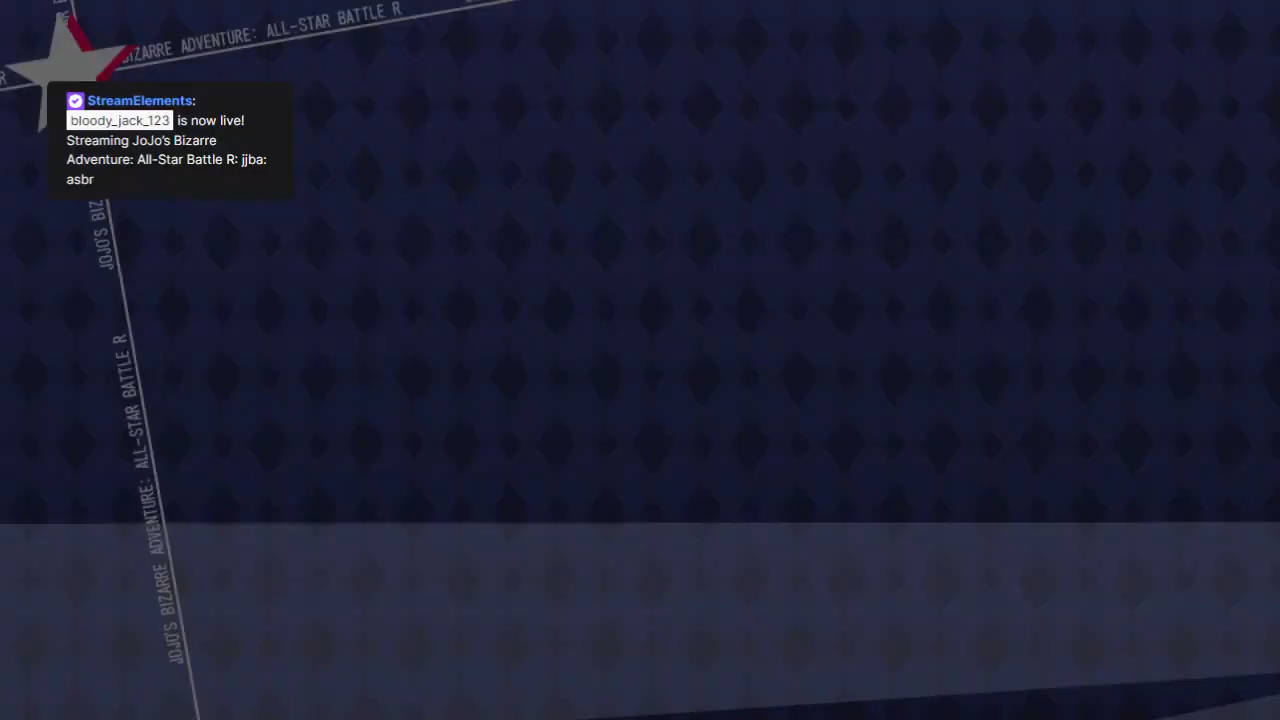 BIZARRE ADVENTURE: ALL-STAR BATTLE R
R
StreamElements:
bloody_jack_123 is now live!
Streaming JoJo's Bizarre
Adventure: All-Star Battle R: jjba:
asbr
JOJO'S BIZ
JOJO'S BIZARRE ADVENTURE: ALL-STAR BATTLE R